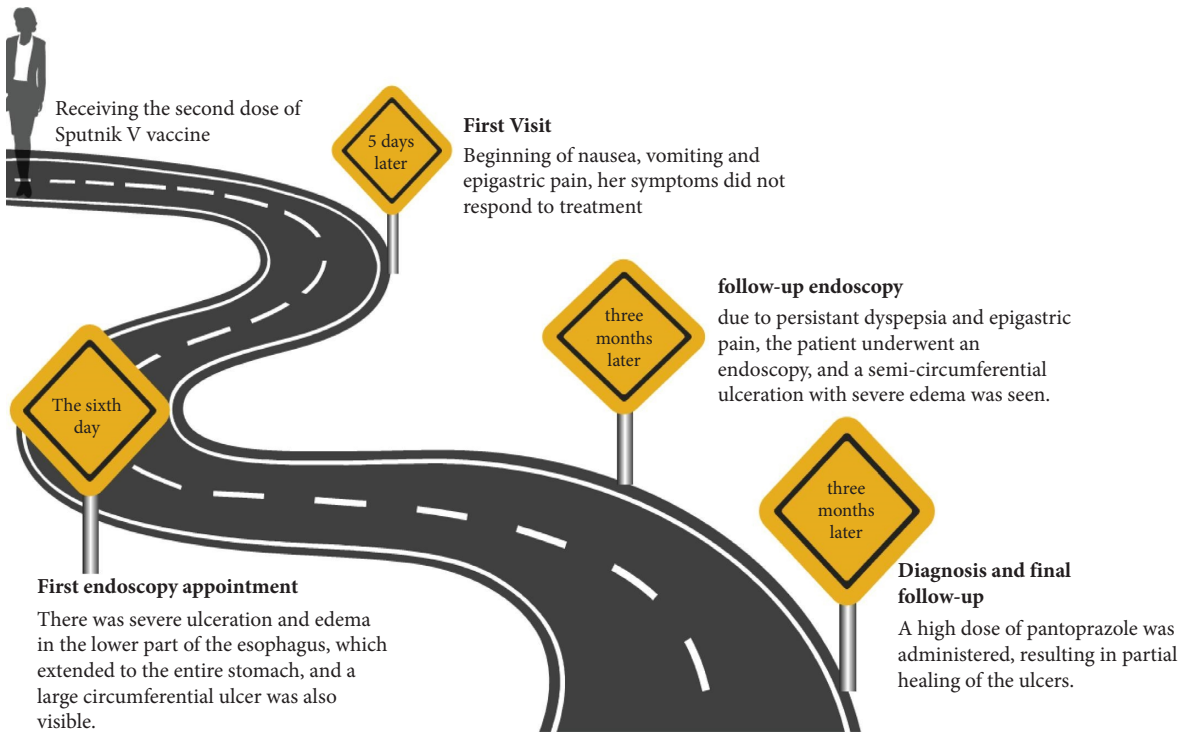 Receiving the second dose of
Sputnik V vaccine
5 days
later
First Visit
Beginning of nausea, vomiting and
epigastric pain, her symptoms did not
respond to treatment
The sixth
day
First endoscopy appointment
There was severe ulceration and edema
in the lower part of the esophagus, which
extended to the entire stomach, and a
large circumferential ulcer was also
visible.
three
months
later
follow-up endoscopy
due to persistant dyspepsia and epigastric
pain, the patient underwent an
endoscopy, and a semi-circumferential
ulceration with severe edema was seen.
three
months
later
Diagnosis and final
follow-up
A high dose of pantoprazole was
administered, resulting in partial
healing of the ulcers.